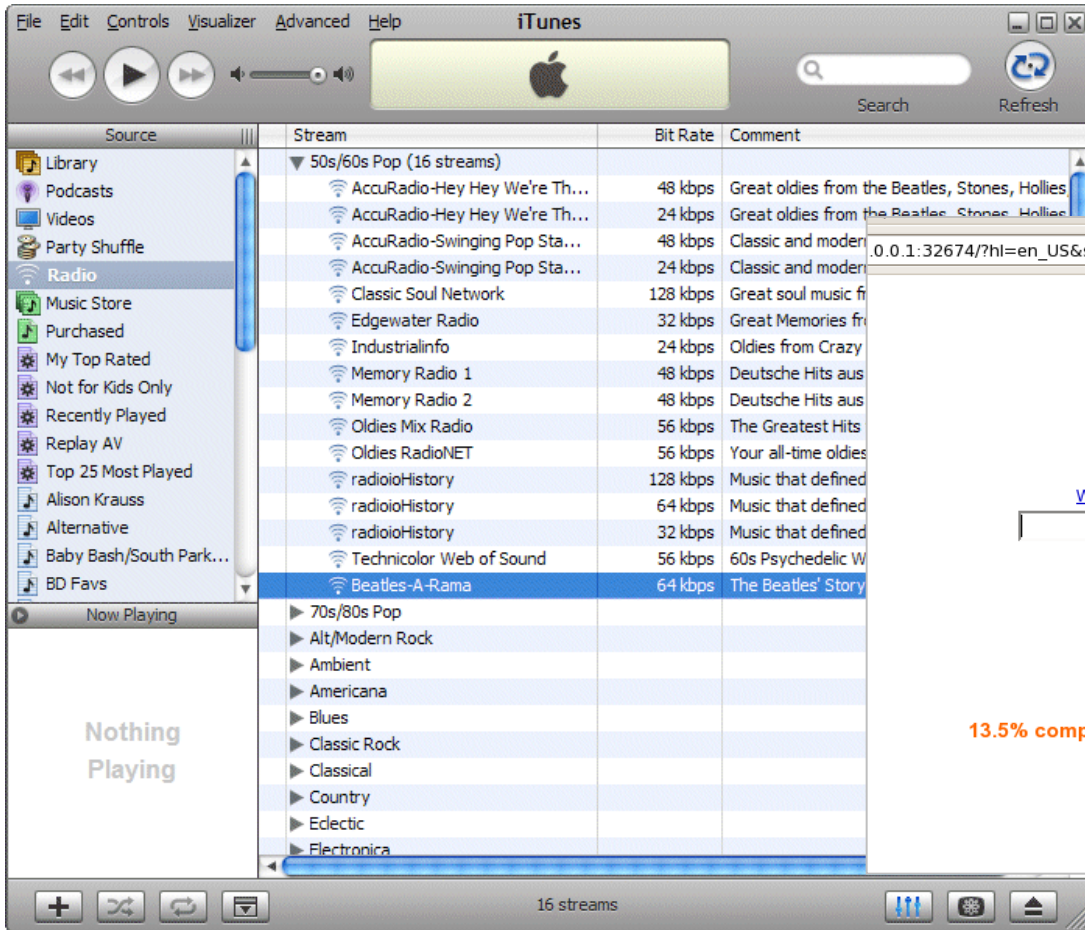 File Edit Controls Visualizer Advanced Help iTunes
Search Refresh
Source
Library
Podcasts
Videos
Party Shuffle
Radio
Music Store
Purchased
My Top Rated
Not for Kids Only
Recently Played
Replay AV
Top 25 Most Played
Alison Krauss
Alternative
Baby Bash/South Park...
BD Favs
Now Playing
Nothing
Playing
Stream Bit Rate Comment
50s/60s Pop (16 streams)
AccuRadio-Hey Hey We're Th... 48 kbps Great oldies from the Beatles, Stones, Hollies,
AccuRadio-Hey Hey We're Th... 24 kbps Great oldies from the Beatles, Stones, Hollies
AccuRadio-Swinging Pop Sta... 48 kbps Classic and modern
AccuRadio-Swinging Pop Sta... 24 kbps Classic and modern
Classic Soul Network 128 kbps Great soul music
Edgewater Radio 32 kbps Great Memories
Industrialinfo 24 kbps Oldies from Crazy
Memory Radio 1 48 kbps Deutsche Hits aus
Memory Radio 2 48 kbps Deutsche Hits aus
Oldies Mix Radio 56 kbps The Greatest Hits
Oldies RadioNET 56 kbps Your all-time oldies
radioioHistory 128 kbps Music that defined
radioioHistory 64 kbps Music that defined
radioioHistory 32 kbps Music that defined
Technicolor Web of Sound 56 kbps 60s Psychedelic W
Beatles-A-Rama 64 kbps The Beatles' Story
70s/80s Pop
Alt/Modern Rock
Ambient
Americana
Blues
Classic Rock
Classical
Country
Eclectic
Electronica
16 streams
.0.0.1:32674/?hl=en_US&s
W
13.5% comp